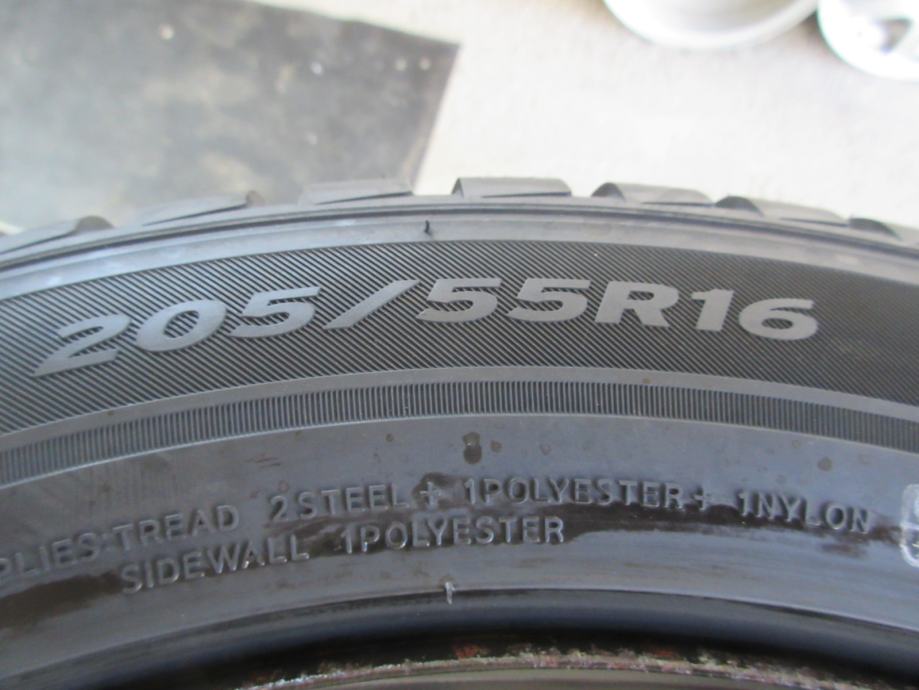 205/55R16
PLIES:TREAD 2STEEL+ 1POLYESTER+ 1NYLON
SIDEWALL 1POLYESTER